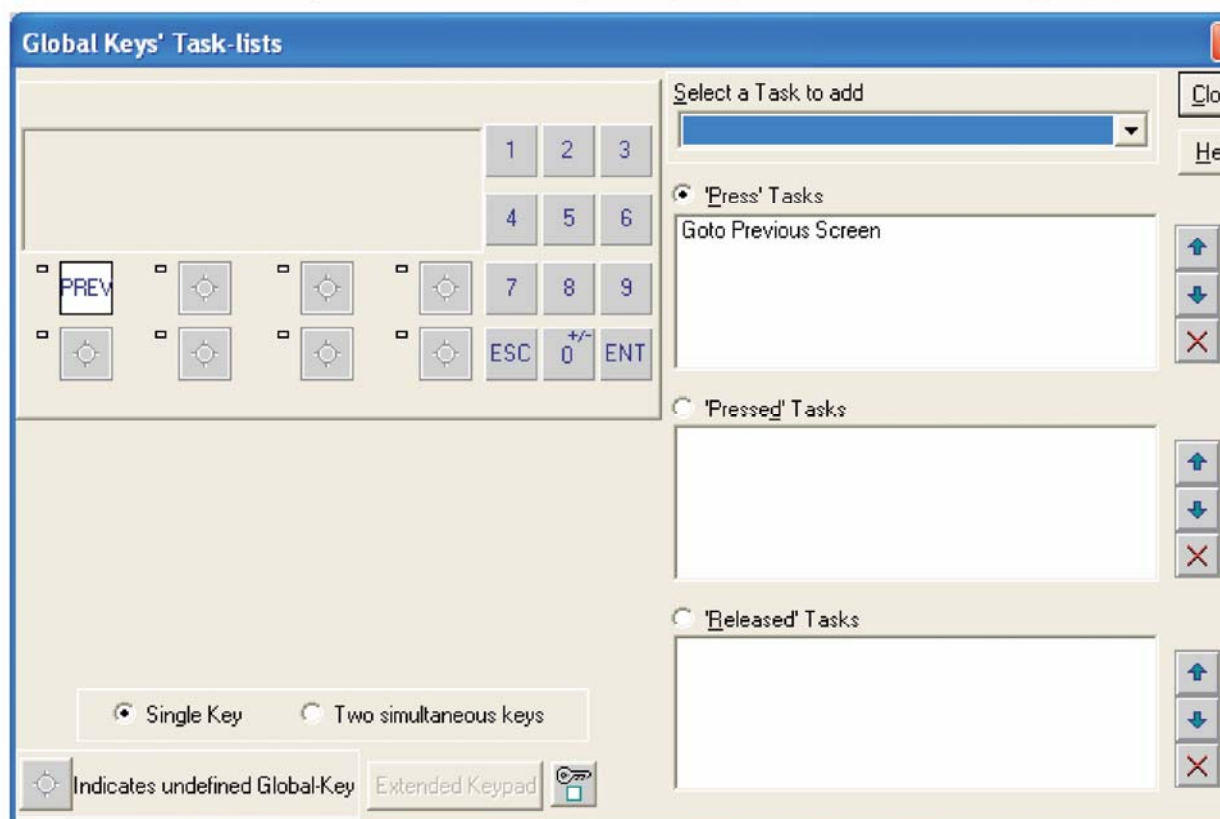 Global Keys' Task-lists
Select a Task to add
1 2 3
4 5 6
PREV
7 8 9
ESC +/- 0 ENT
'Press' Tasks
Goto Previous Screen
'Pressed' Tasks
'Released' Tasks
Single Key
Two simultaneous keys
Indicates undefined Global-Key
Extended Keypad
Clo
He